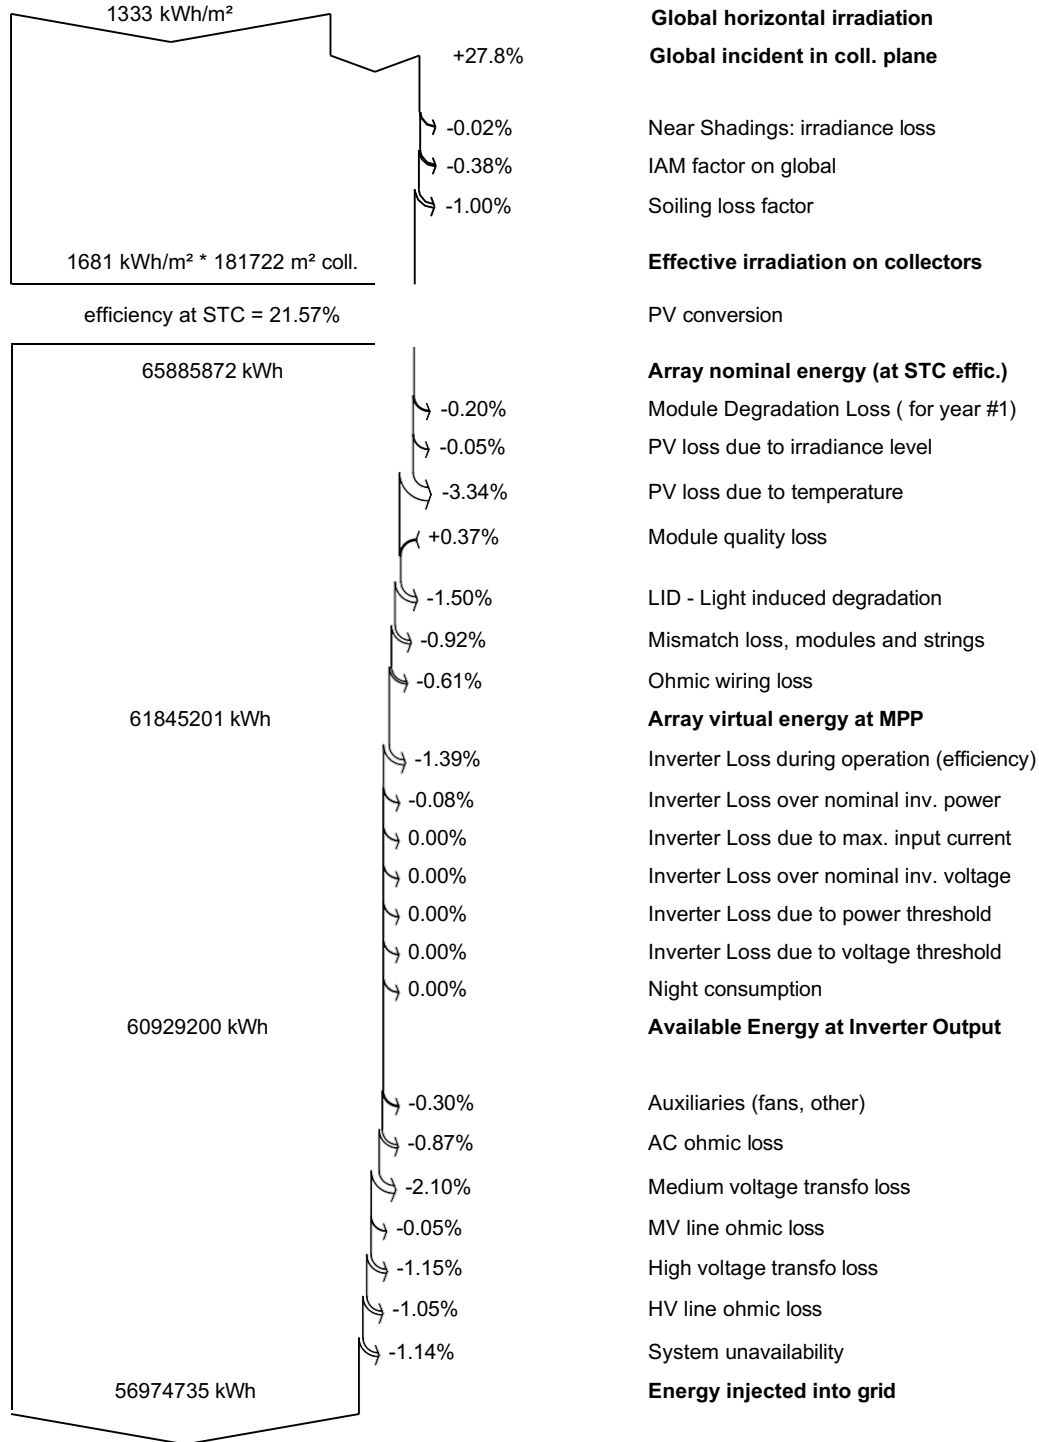 1333 kWh/m² Global horizontal irradiation
+27.8% Global incident in coll. plane
-0.02% Near Shadings: irradiance loss
-0.38% IAM factor on global
-1.00% Soiling loss factor
1681 kWh/m² * 181722 m² coll. Effective irradiation on collectors
efficiency at STC = 21.57% PV conversion
65885872 kWh Array nominal energy (at STC effic.)
-0.20% Module Degradation Loss ( for year #1)
-0.05% PV loss due to irradiance level
-3.34% PV loss due to temperature
+0.37% Module quality loss
-1.50% LID - Light induced degradation
-0.92% Mismatch loss, modules and strings
-0.61% Ohmic wiring loss
61845201 kWh Array virtual energy at MPP
-1.39% Inverter Loss during operation (efficiency)
-0.08% Inverter Loss over nominal inv. power
0.00% Inverter Loss due to max. input current
0.00% Inverter Loss over nominal inv. voltage
0.00% Inverter Loss due to power threshold
0.00% Inverter Loss due to voltage threshold
0.00% Night consumption
60929200 kWh Available Energy at Inverter Output
-0.30% Auxiliaries (fans, other)
-0.87% AC ohmic loss
-2.10% Medium voltage transfo loss
-0.05% MV line ohmic loss
-1.15% High voltage transfo loss
-1.05% HV line ohmic loss
-1.14% System unavailability
56974735 kWh Energy injected into grid